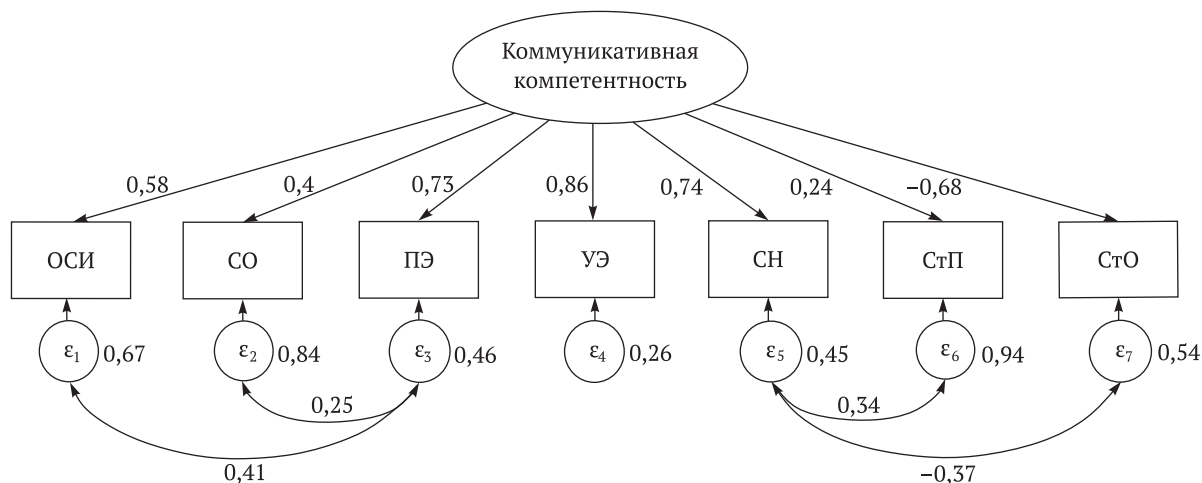 Коммуникативная
компетентность
0,58
0,4
0,73
0,86
0,74
0,24
–0,68
ОСИ
СО
ПЭ
УЭ
СН
СтП
СтО
ε₁ 0,67
ε₂ 0,84
ε₃ 0,46
ε₄ 0,26
ε₅ 0,45
ε₆ 0,94
ε₇ 0,54
0,25
0,34
0,41
–0,37